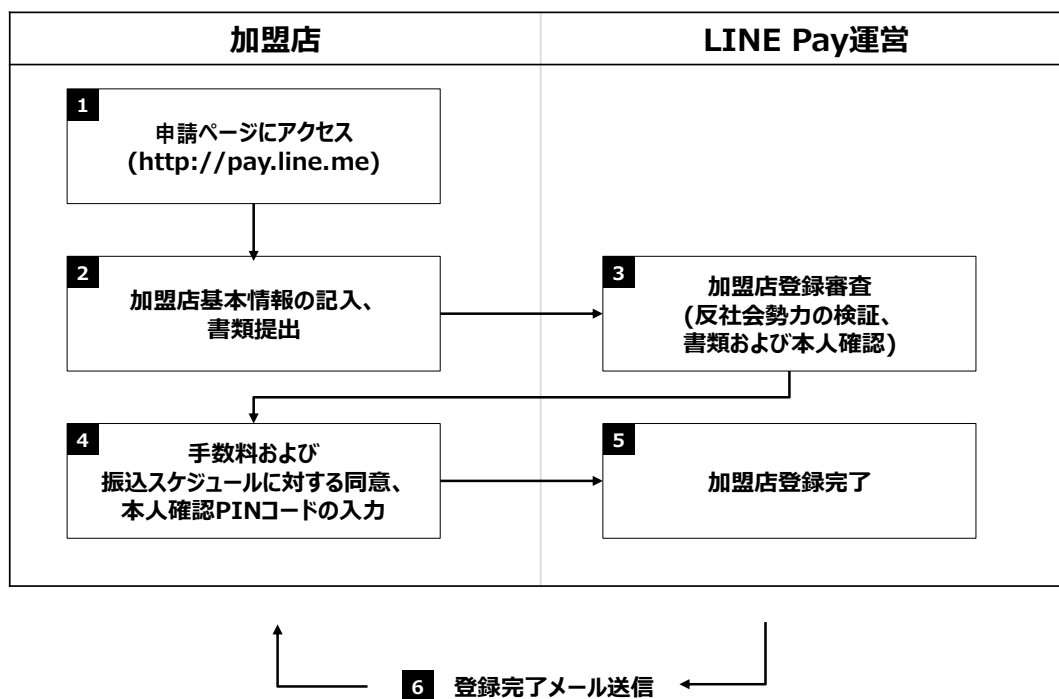 加盟店
LINE Pay運営
1
申請ページにアクセス
(http://pay.line.me)
2
加盟店基本情報の記入、
書類提出
3
加盟店登録審査
(反社会勢力の検証、
書類および本人確認)
4
手数料および
振込スケジュールに対する同意、
本人確認PINコードの入力
5
加盟店登録完了
6 登録完了メール送信